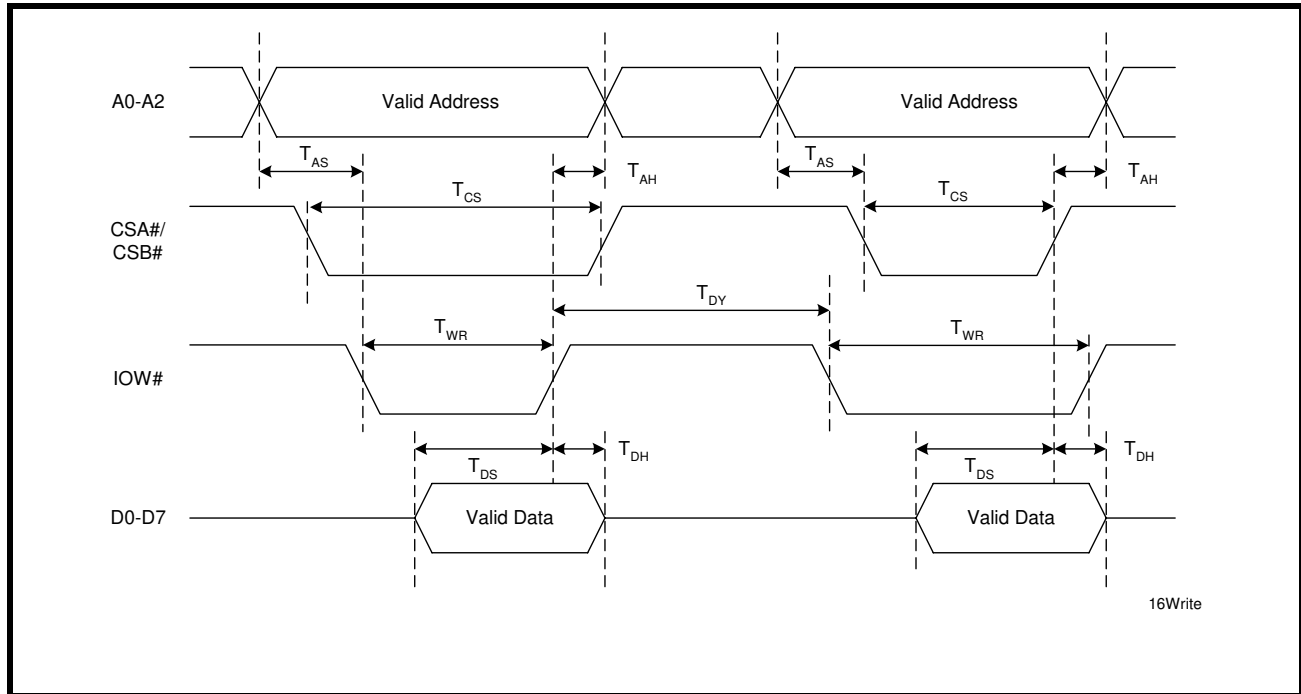 A0-A2
Valid Address
Valid Address
TAS
TAH
TAS
TAH
TCS
TCS
CSA#/
CSB#
TDY
TWR
TWR
IOW#
TDS
TDH
TDS
TDH
D0-D7
Valid Data
Valid Data
16Write